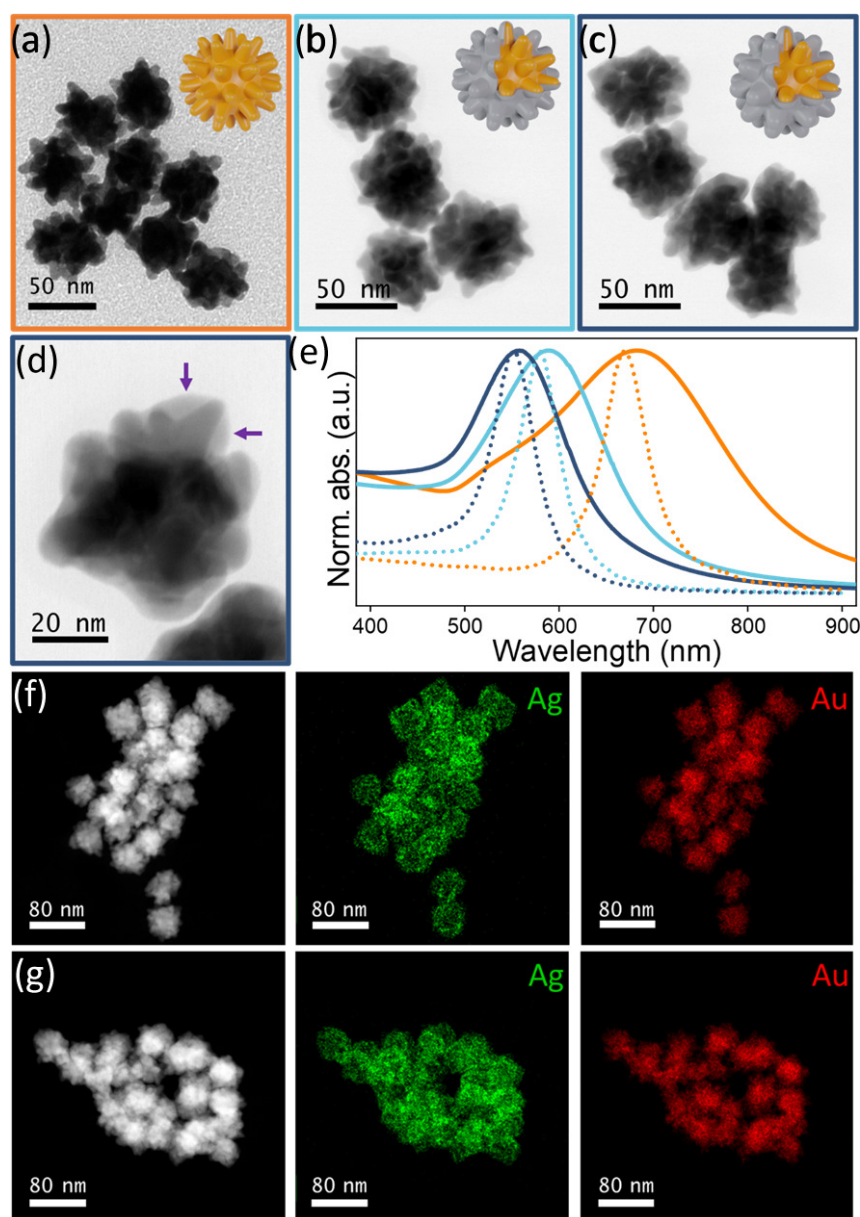 (a)
50 nm
(b)
50 nm
(c)
50 nm
(d)
20 nm
(e)
Norm. abs. (a.u.)
400 500 600 700 800 900
Wavelength (nm)
(f)
80 nm
Ag
80 nm
Au
80 nm
(g)
80 nm
Ag
80 nm
Au
80 nm